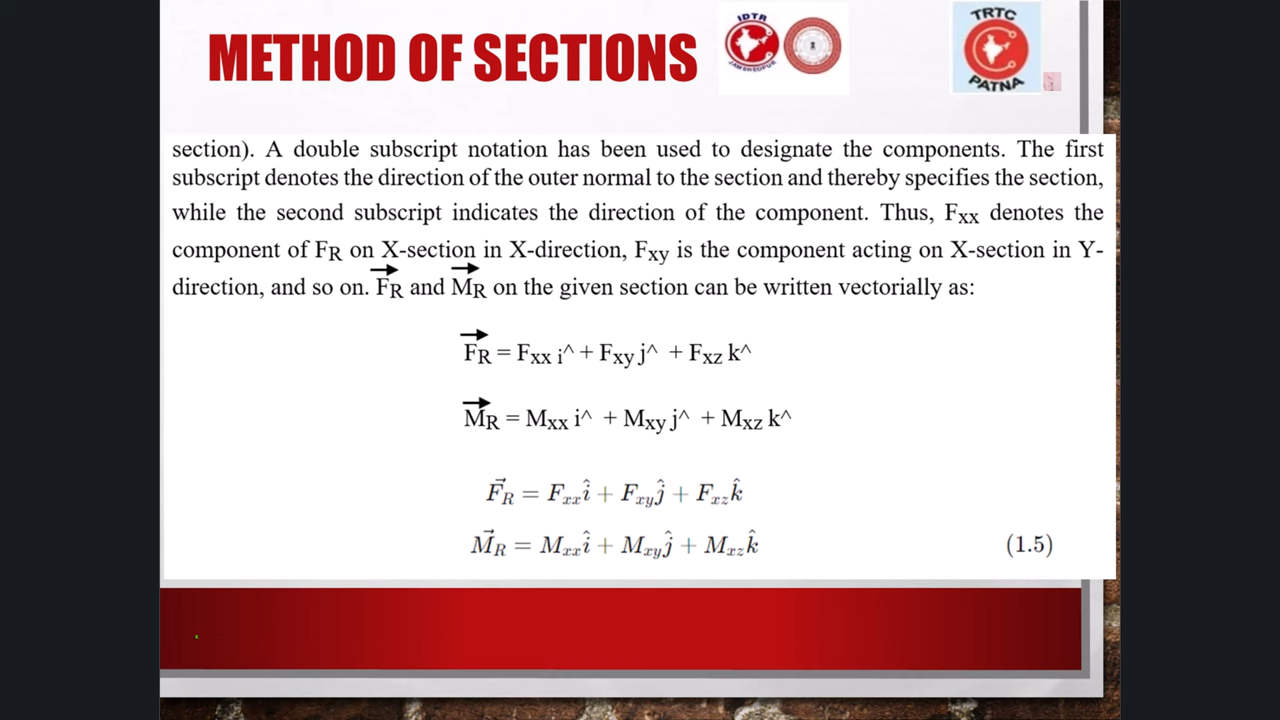 METHOD OF SECTIONS
IDTR
JAMSHEDPUR
TRTC
PATNA
section). A double subscript notation has been used to designate the components. The first
subscript denotes the direction of the outer normal to the section and thereby specifies the section,
while the second subscript indicates the direction of the component. Thus, Fxx denotes the
component of FR on X-section in X-direction, Fxy is the component acting on X-section in Y-
direction, and so on. FR and MR on the given section can be written vectorially as:
FR = Fxx i^ + Fxy j^ + Fxz k^
MR = Mxx i^ + Mxy j^ + Mxz k^
F⃗R = Fxx î + Fxy ĵ + Fxz k̂
M⃗R = Mxx î + Mxy ĵ + Mxz k̂ (1.5)
x